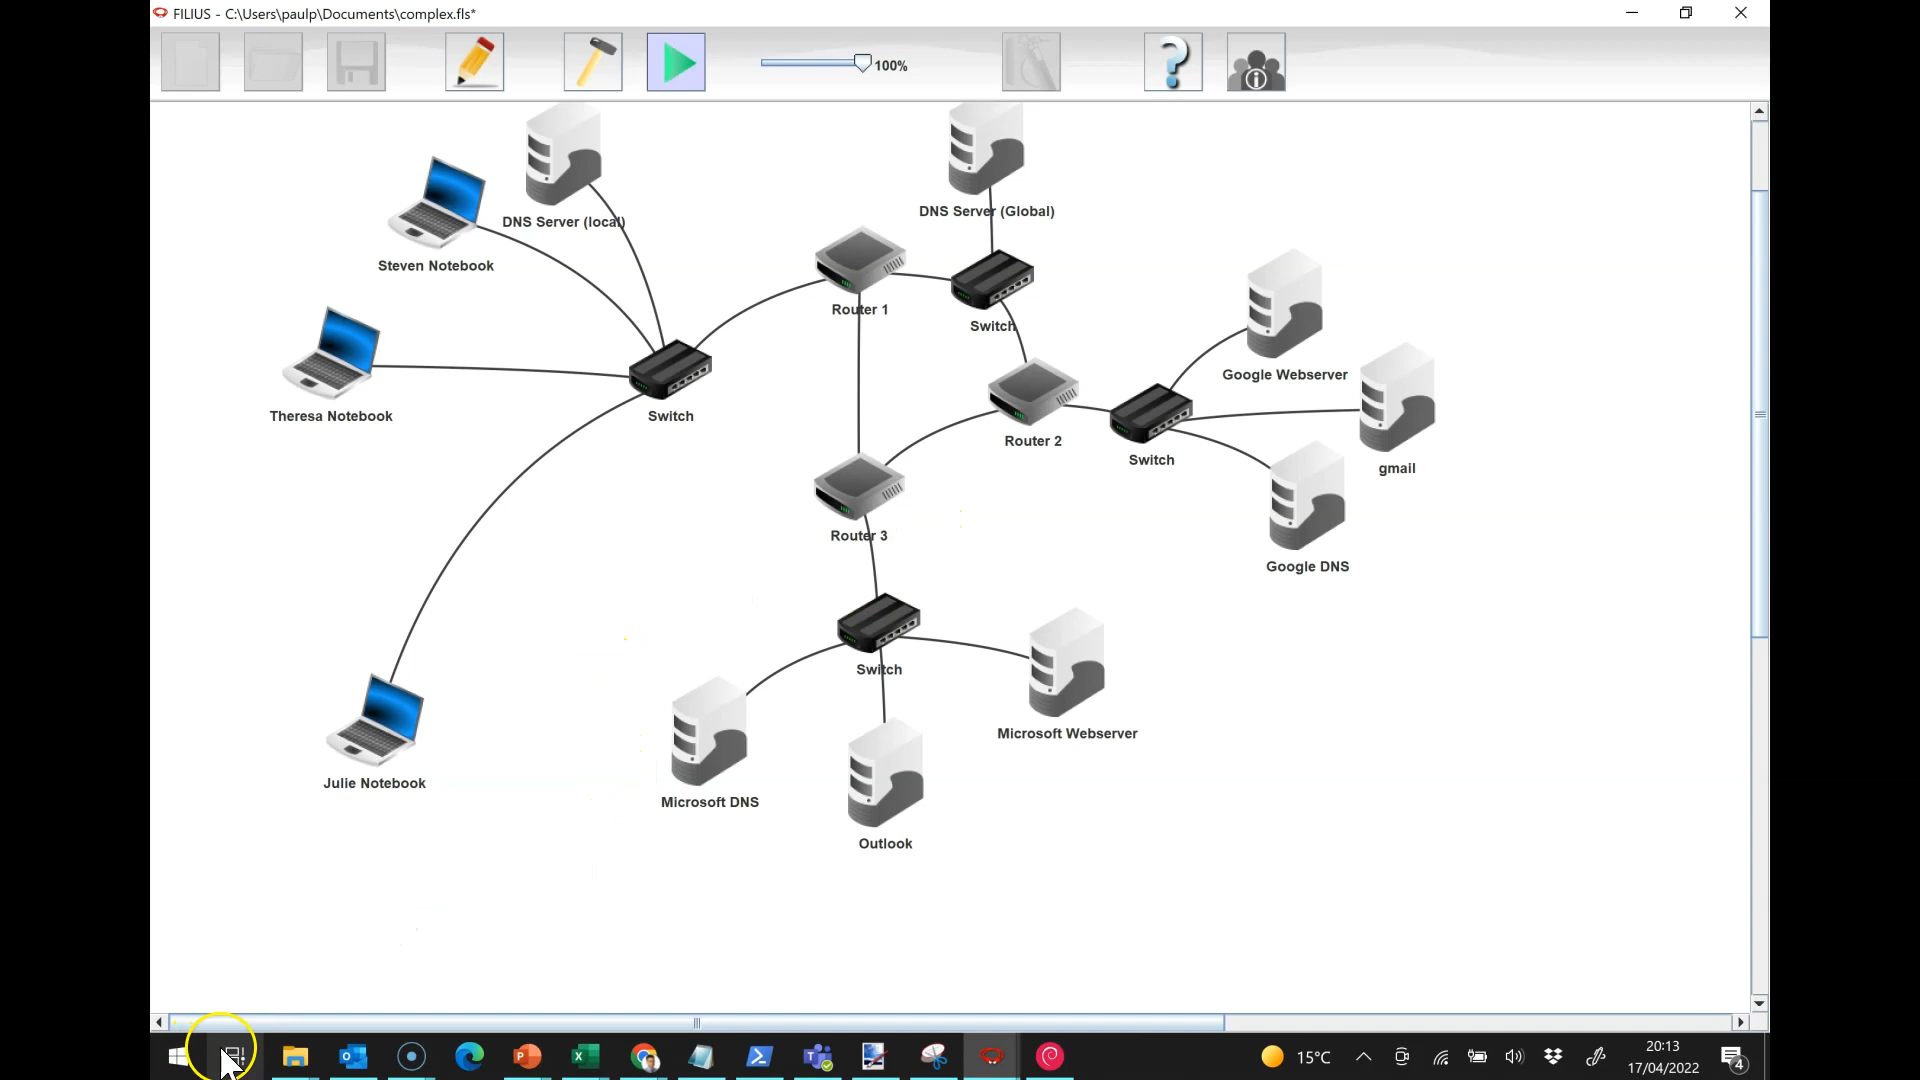 FILIUS - C:\Users\paulp\Documents\complex.fls*
100%
DNS Server (local)
DNS Server (Global)
Steven Notebook
Router 1
Switch
Google Webserver
Theresa Notebook
Switch
Router 2
Switch
gmail
Router 3
Google DNS
Switch
Microsoft Webserver
Julie Notebook
Microsoft DNS
Outlook
15°C
20:13
17/04/2022
4